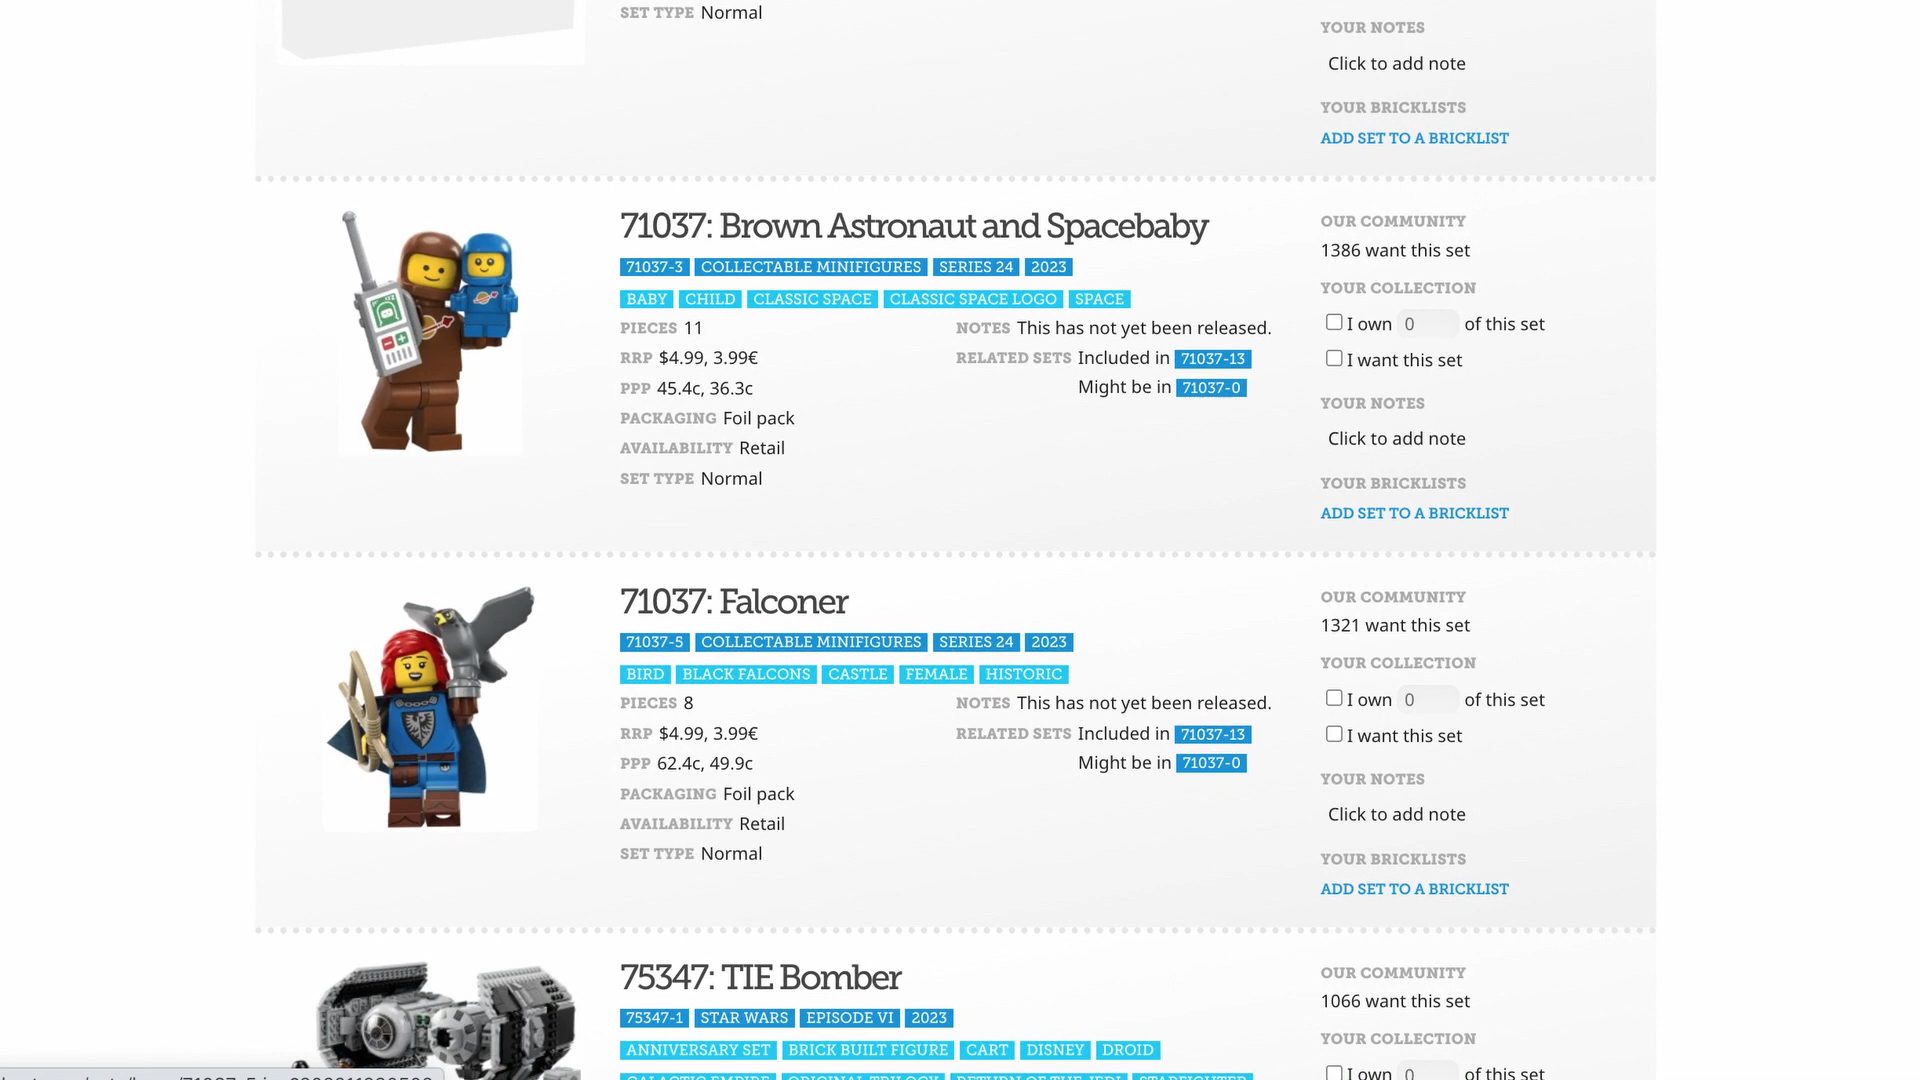 SET TYPE Normal
YOUR NOTES
Click to add note
YOUR BRICKLISTS
ADD SET TO A BRICKLIST
71037: Brown Astronaut and Spacebaby
71037-3 COLLECTABLE MINIFIGURES SERIES 24 2023
BABY CHILD CLASSIC SPACE CLASSIC SPACE LOGO SPACE
PIECES 11
RRP $4.99, 3.99€
PPP 45.4c, 36.3c
PACKAGING Foil pack
AVAILABILITY Retail
SET TYPE Normal
NOTES This has not yet been released.
RELATED SETS Included in 71037-13
Might be in 71037-0
OUR COMMUNITY
1386 want this set
YOUR COLLECTION
I own 0 of this set
I want this set
YOUR NOTES
Click to add note
YOUR BRICKLISTS
ADD SET TO A BRICKLIST
71037: Falconer
71037-5 COLLECTABLE MINIFIGURES SERIES 24 2023
BIRD BLACK FALCONS CASTLE FEMALE HISTORIC
PIECES 8
RRP $4.99, 3.99€
PPP 62.4c, 49.9c
PACKAGING Foil pack
AVAILABILITY Retail
SET TYPE Normal
NOTES This has not yet been released.
RELATED SETS Included in 71037-13
Might be in 71037-0
OUR COMMUNITY
1321 want this set
YOUR COLLECTION
I own 0 of this set
I want this set
YOUR NOTES
Click to add note
YOUR BRICKLISTS
ADD SET TO A BRICKLIST
75347: TIE Bomber
75347-1 STAR WARS EPISODE VI 2023
ANNIVERSARY SET BRICK BUILT FIGURE CART DISNEY DROID
GALACTIC EMPIRE ORIGINAL TRILOGY RETURN OF THE JEDI STARFIGHTER
OUR COMMUNITY
1066 want this set
YOUR COLLECTION
I own 0 of this set